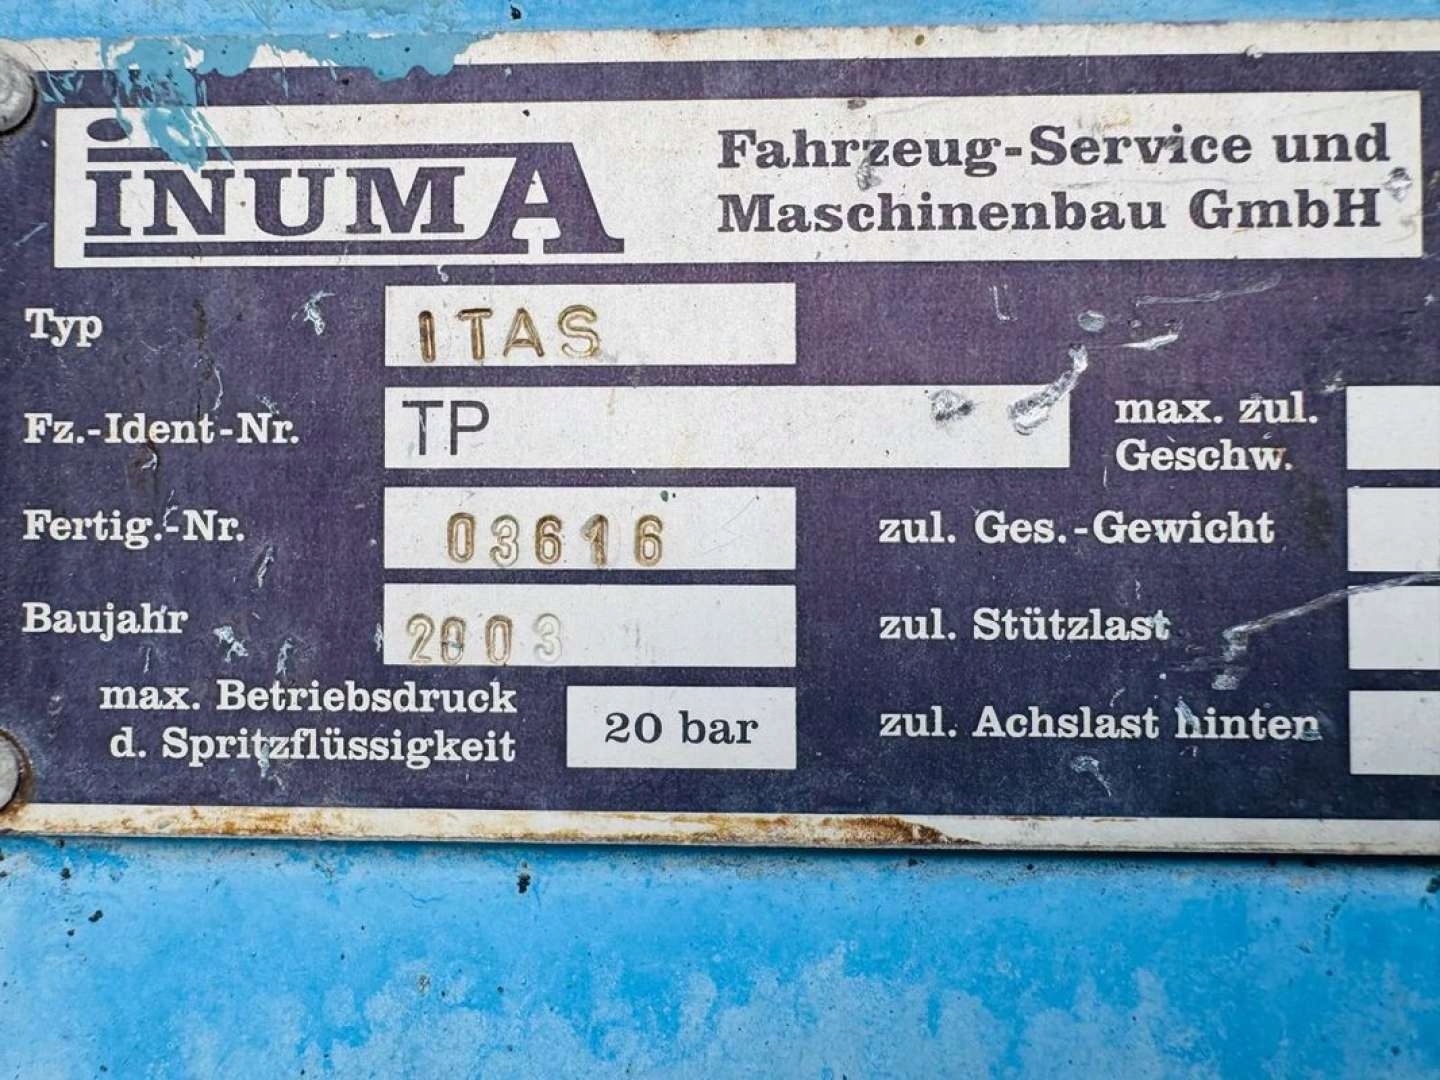 iNUMA
Fahrzeug-Service und
Maschinenbau GmbH
Typ ITAS
Fz.-Ident-Nr. TP
max. zul.
Geschw.
Fertig.-Nr. 03616
zul. Ges.-Gewicht
Baujahr 2003
zul. Stützlast
max. Betriebsdruck
d. Spritzflüssigkeit
20 bar
zul. Achslast hinten